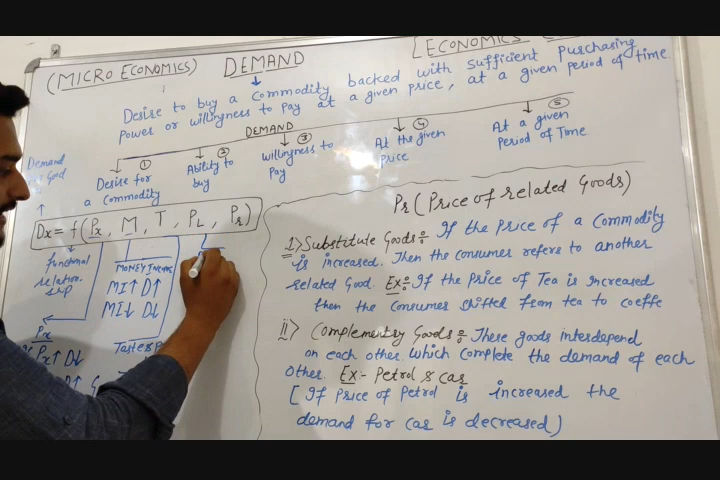 (MICRO ECONOMICS) DEMAND [ECONOMICS
Desire to buy a commodity backed with sufficient purchasing
power or willingness to pay at a given price, at a given period of time
DEMAND
① Desire for a commodity
② Ability to buy
③ willingness to Pay
④ At the given price
⑤ At a given Period of Time
Demand
Dx = f(Px, M, T, PL, Pr)
functional
relation
ship
MONEY INCOME
MI↑ D↑
MI↓ D↓
Px
Px↑ D↓
Taste & P
Pr (Price of related Goods)
i> Substitute Goods:- If the Price of a Commodity
is increased. Then the consumer refers to another
related Good. Ex:- If the Price of Tea is Increased
then the Consumer shifted from tea to coeffe
ii> Complementry Goods:- These goods interdepend
on each other. which complete the demand of each
other. Ex:- Petrol & car
[If Price of Petrol is increased the
demand for car is decreased)